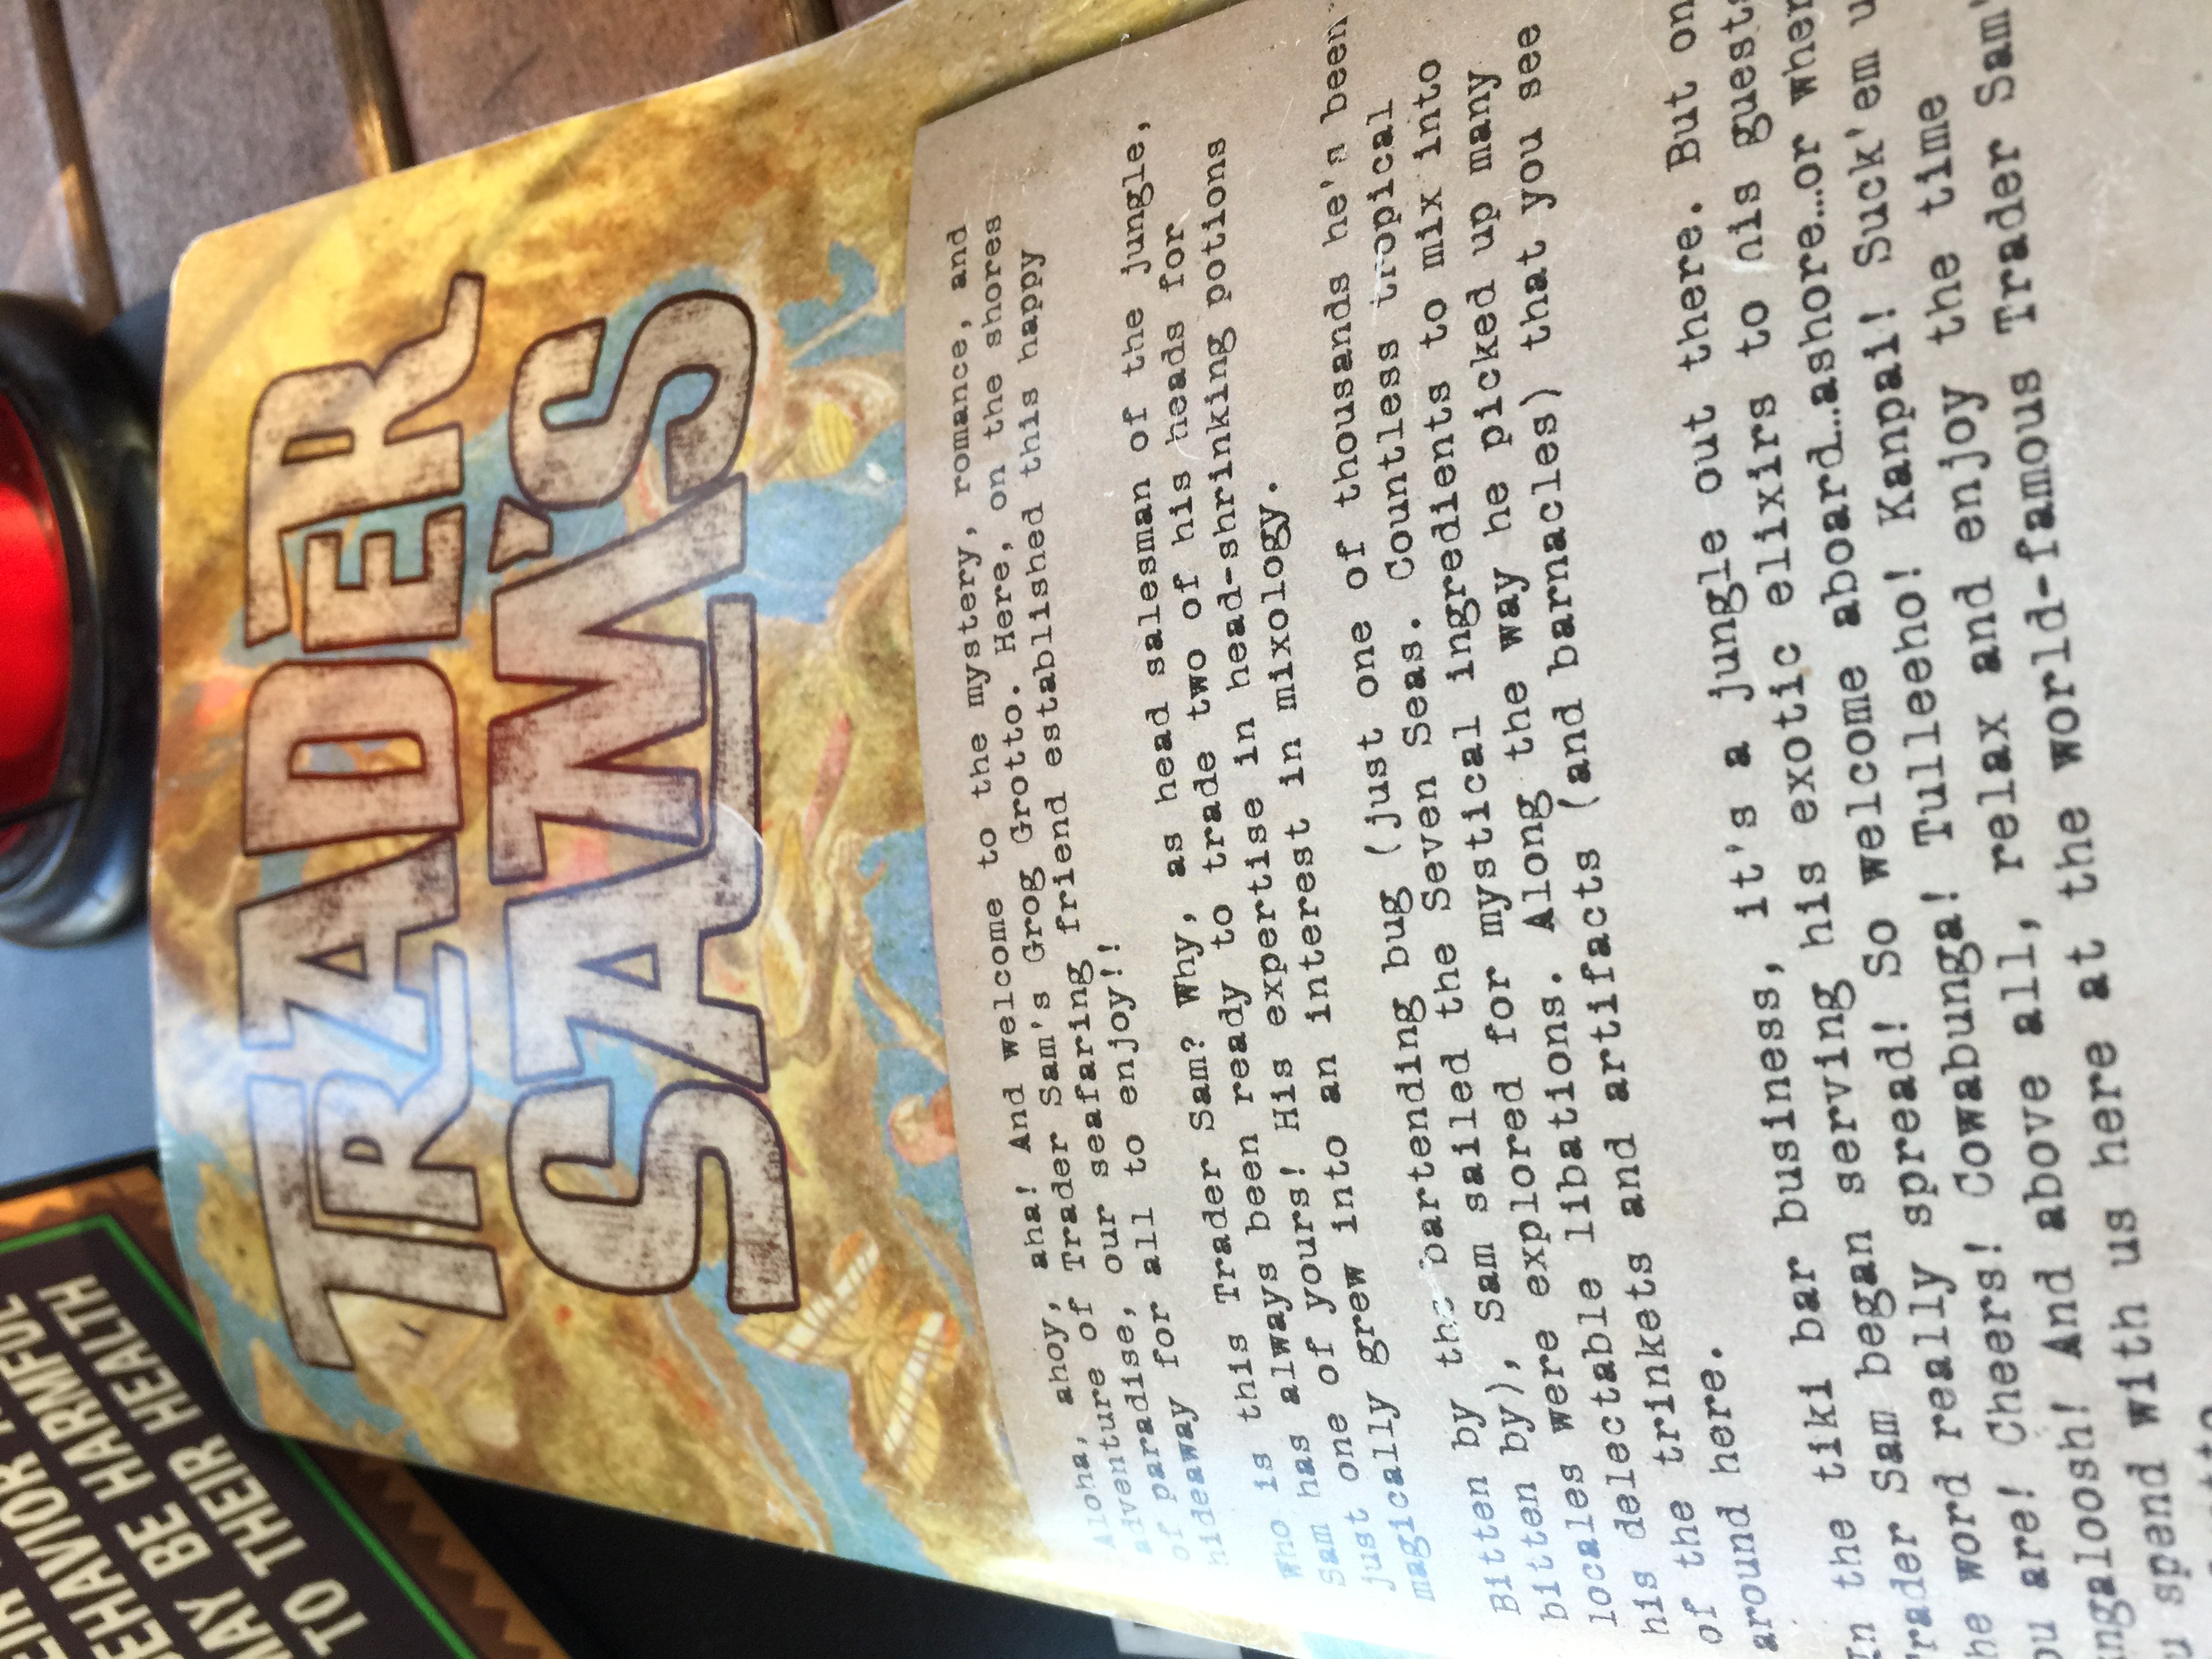 TRADER
SAM'S
Aloha, ahoy, aha! And welcome to the mystery, romance, and
adventure of Trader Sam's Grog Grotto. Here, on the shores
of paradise, our seafaring friend established this happy
hideaway for all to enjoy!!
Who is this Trader Sam? Why, as head salesman of the jungle,
Sam has always been ready to trade two of his heads for
just one of yours! His expertise in head-shrinking potions
magically grew into an interest in mixology.
Bitten by the bartending bug (just one of thousands he's been
bitten by), Sam sailed the Seven Seas. Countless tropical
locales were explored for mystical ingredients to mix into
his delectable libations. Along the way he picked up many
of the trinkets and artifacts (and barnacles) that you see
around here.
In the tiki bar business, it's a jungle out there. But on
Trader Sam began serving his exotic elixirs to his guest
the word really spread! So welcome aboard…ashore…or wher
you are! Cheers! Cowabunga! Tulleeho! Kanpai! Suck'em u
ungaloosh! And above all, relax and enjoy the time
u spend with us here at the world-famous Trader Sam'
BEHAVIOR
MAY BE HARMFUL
TO THEIR HEALTH